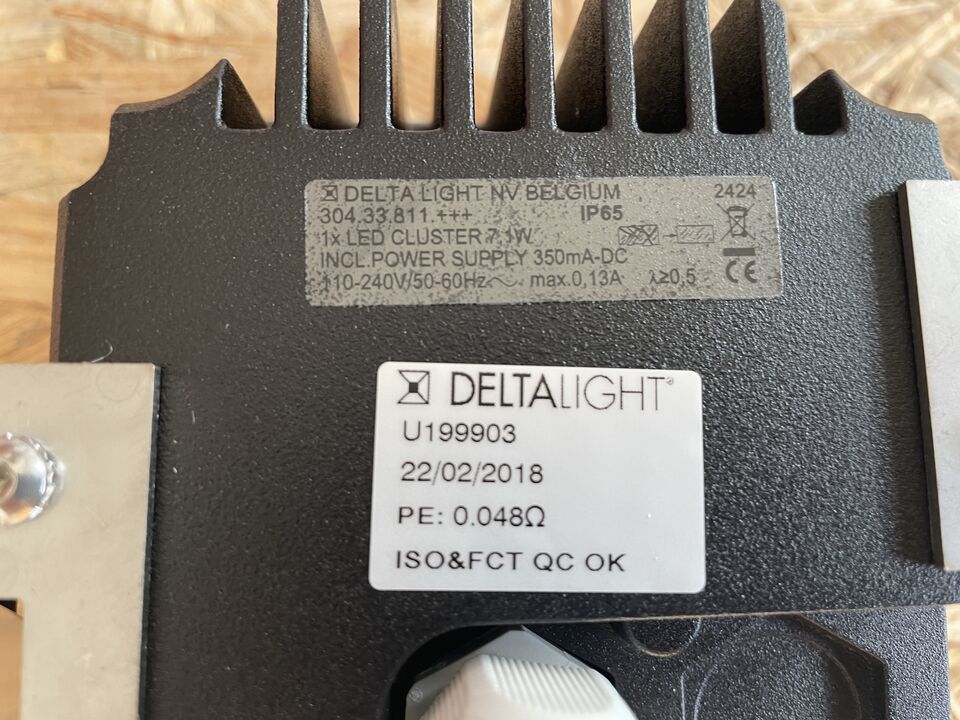 DELTA LIGHT NV BELGIUM 2424
304.33.811.+++ IP65
1x LED CLUSTER 7.1W
INCL.POWER SUPPLY 350mA-DC
110-240V/50-60Hz~ max.0,13A λ≥0,5
CE
DELTALIGHT®
U199903
22/02/2018
PE: 0.048Ω
ISO&FCT QC OK